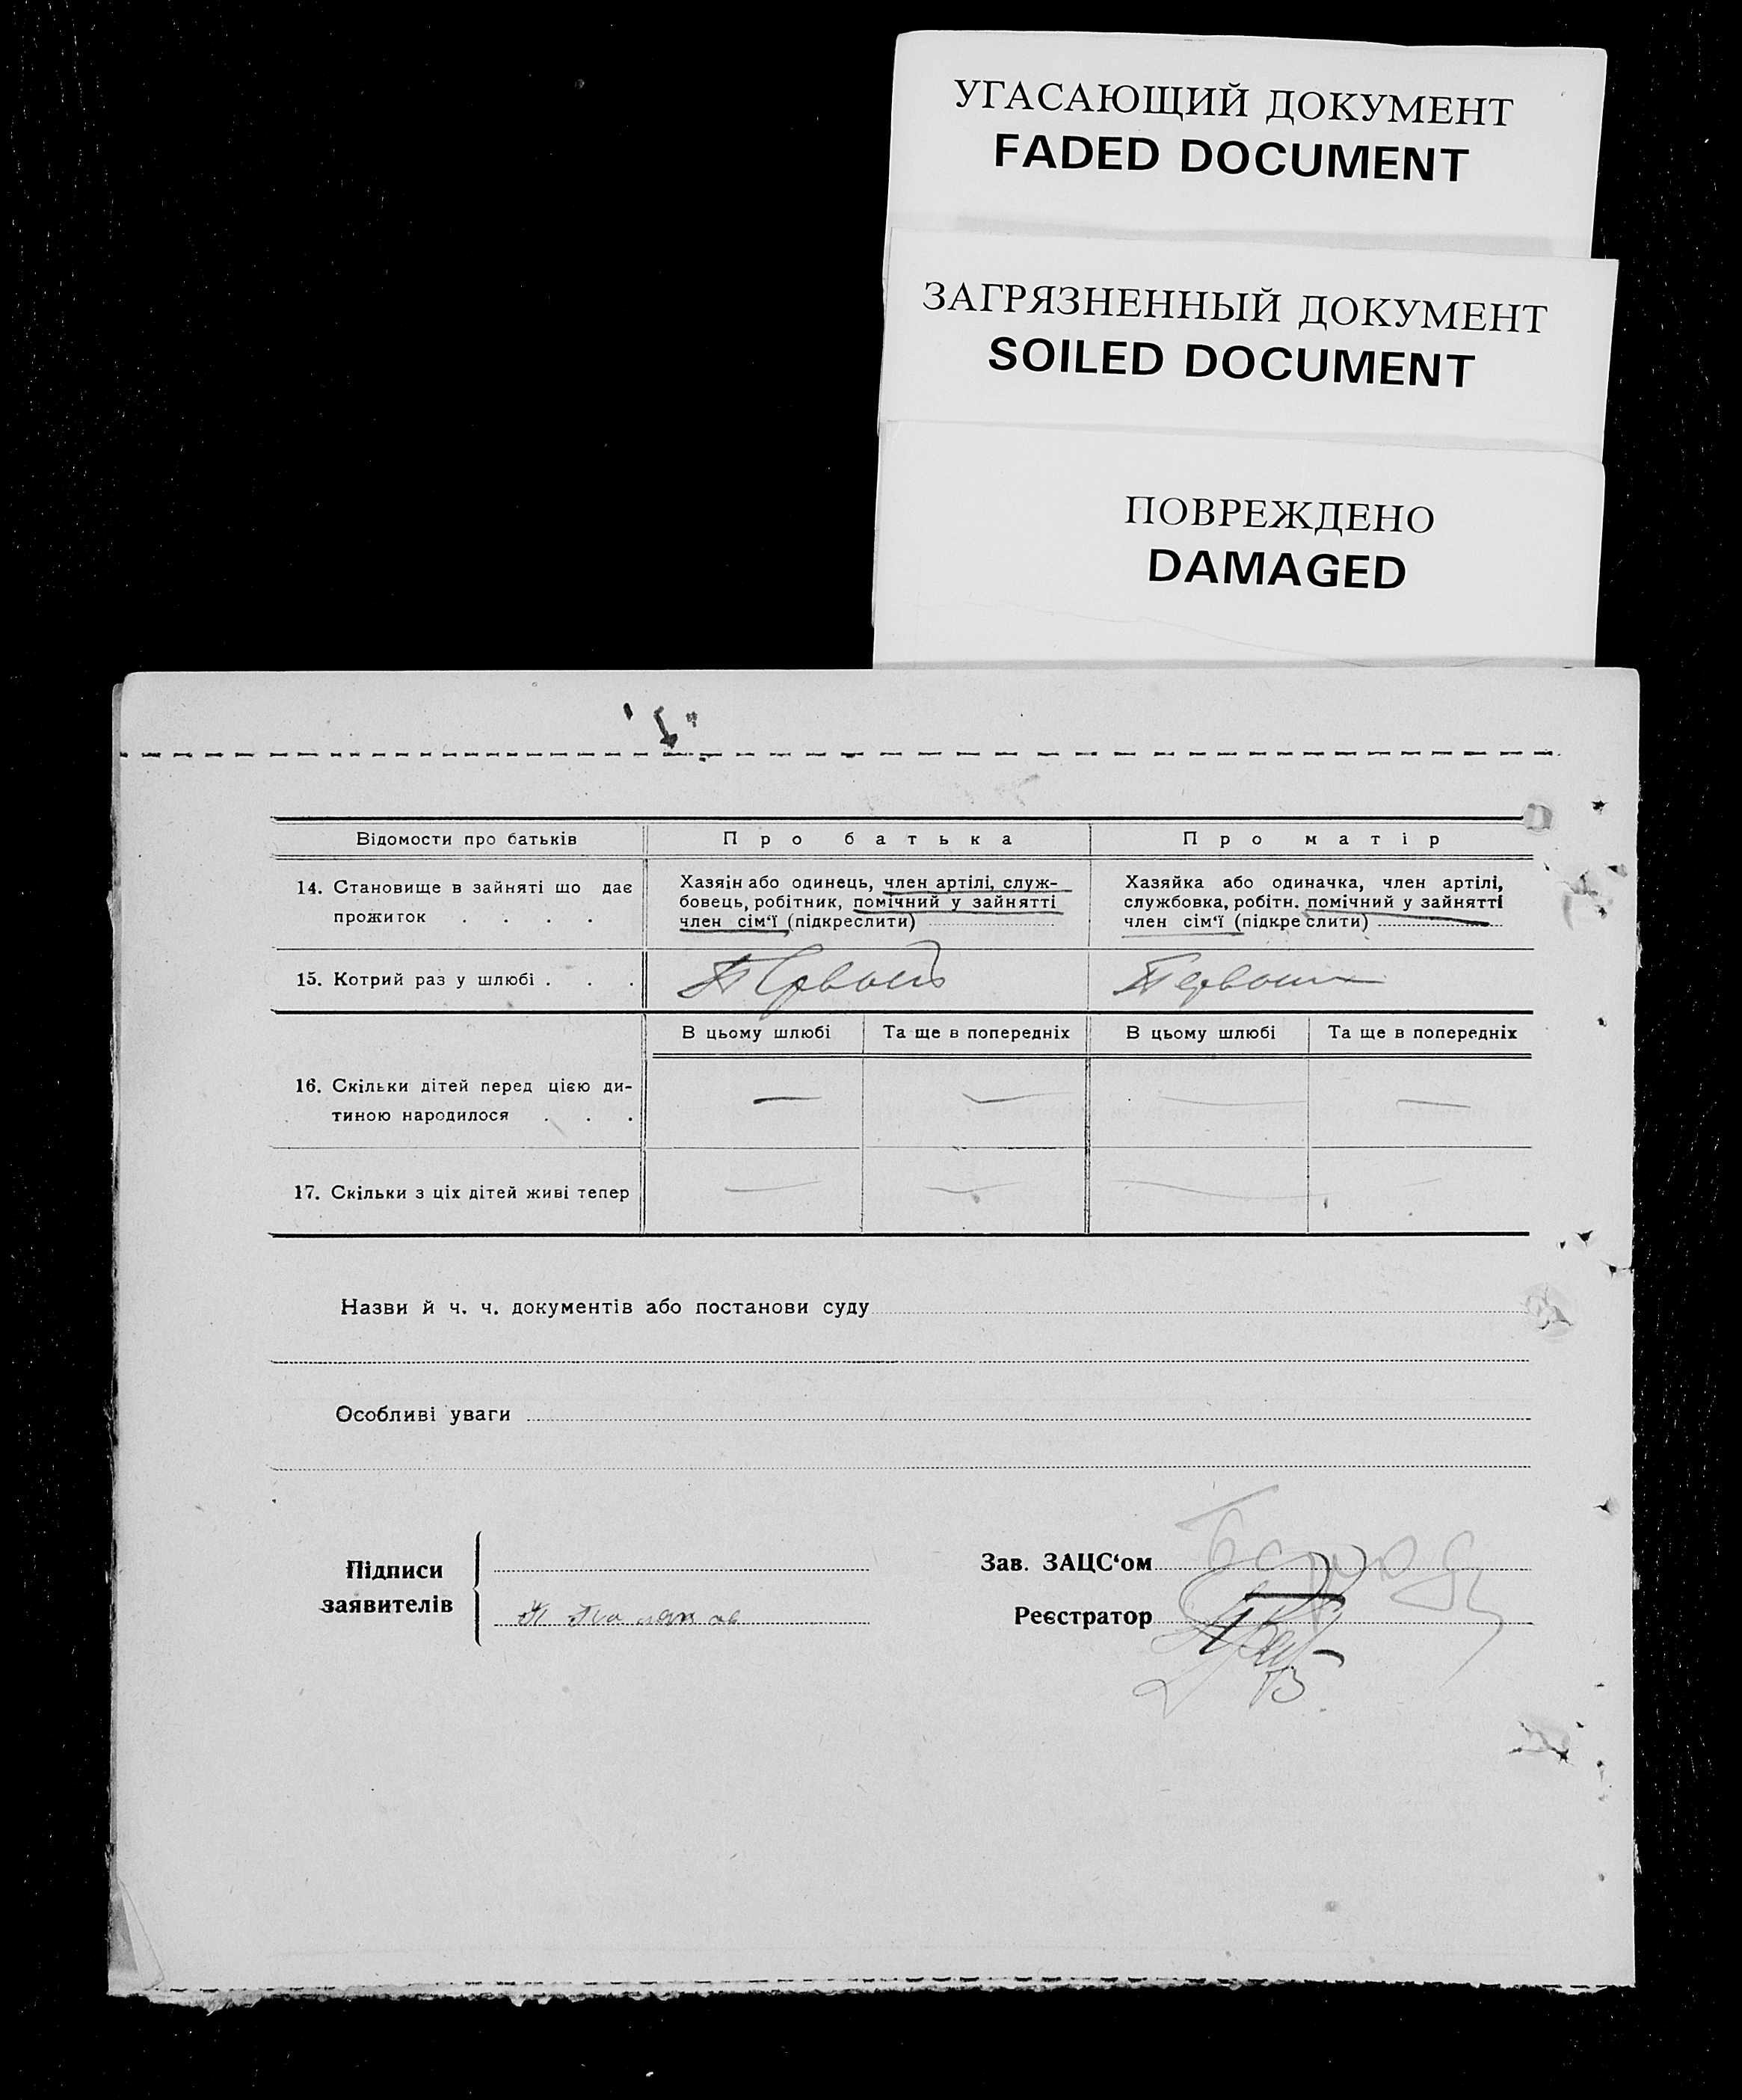 УГАСАЮЩИЙ ДОКУМЕНТ
FADED DOCUMENT
ЗАГРЯЗНЕННЫЙ ДОКУМЕНТ
SOILED DOCUMENT
ПОВРЕЖДЕНО
DAMAGED
Відомости про батьків Про батька Про матір
14. Становище в зайняті що дає
прожиток . . . .
Хазяін або одинець, член артілі, служ-
бовець, робітник, помічний у зайнятті
член сім‘ї (підкреслити)
Хазяйка або одиначка, член артілі,
службовка, робітн. помічний у зайнятті
член сім‘ї (підкреслити)
15. Котрий раз у шлюбі . . . Первый Первый
В цьому шлюбі Та ще в попередніх В цьому шлюбі Та ще в попередніх
16. Скільки дітей перед цією ди-
тиною народилося . . . — — — —
17. Скільки з ціх дітей живі тепер — — — —
Назви й ч. ч. документів або постанови суду
Особливі уваги
Підписи
заявителів
Зав. ЗАЦС‘ом
Реєстратор